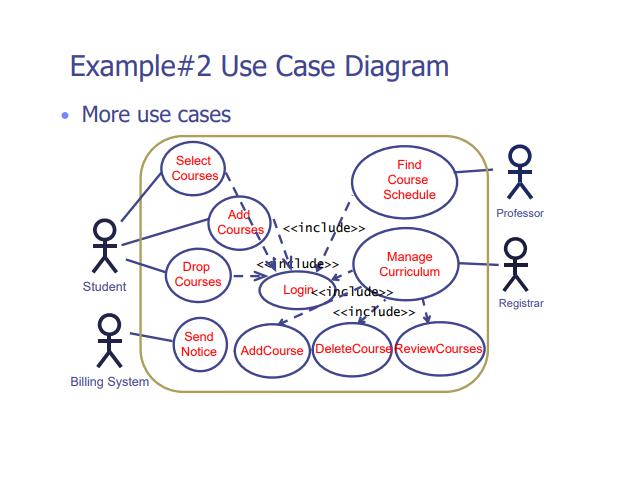 Example#2 Use Case Diagram
• More use cases
Select
Courses
Find
Course
Schedule
Professor
Add
Courses
<<include>>
Student
Drop
Courses
<<include>>
Manage
Curriculum
Login
<<include>>
Registrar
<<include>>
Send
Notice
AddCourse
DeleteCourse
ReviewCourses
Billing System